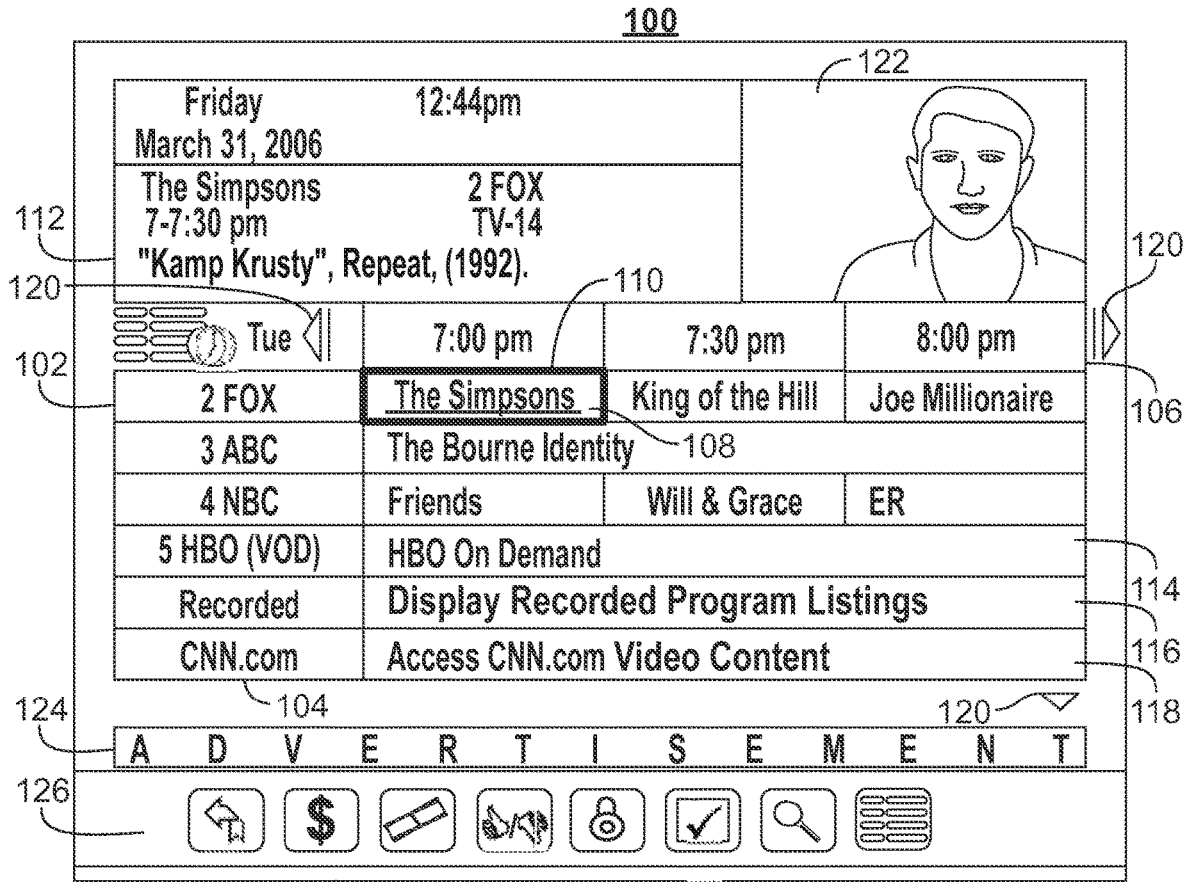 100
122
Friday 12:44pm
March 31, 2006
The Simpsons 2 FOX
7-7:30 pm TV-14
"Kamp Krusty", Repeat, (1992).
112
120
110
120
Tue 7:00 pm 7:30 pm 8:00 pm
102
106
2 FOX The Simpsons King of the Hill Joe Millionaire
108
3 ABC The Bourne Identity
4 NBC Friends Will & Grace ER
5 HBO (VOD) HBO On Demand
114
Recorded Display Recorded Program Listings
116
CNN.com Access CNN.com Video Content
118
104
120
124
A D V E R T I S E M E N T
126
$